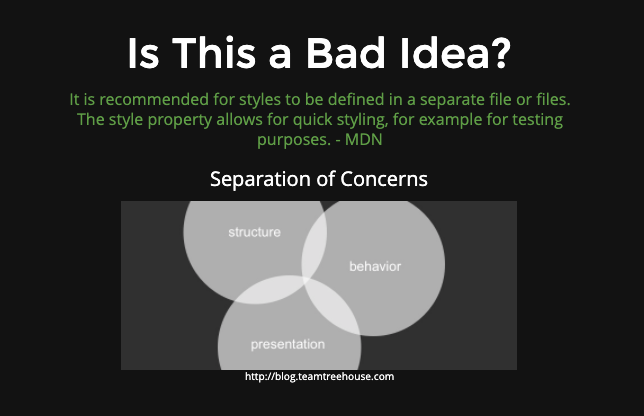 Is This a Bad Idea?
It is recommended for styles to be defined in a separate file or files.
The style property allows for quick styling, for example for testing
purposes. - MDN
Separation of Concerns
structure
behavior
presentation
http://blog.teamtreehouse.com